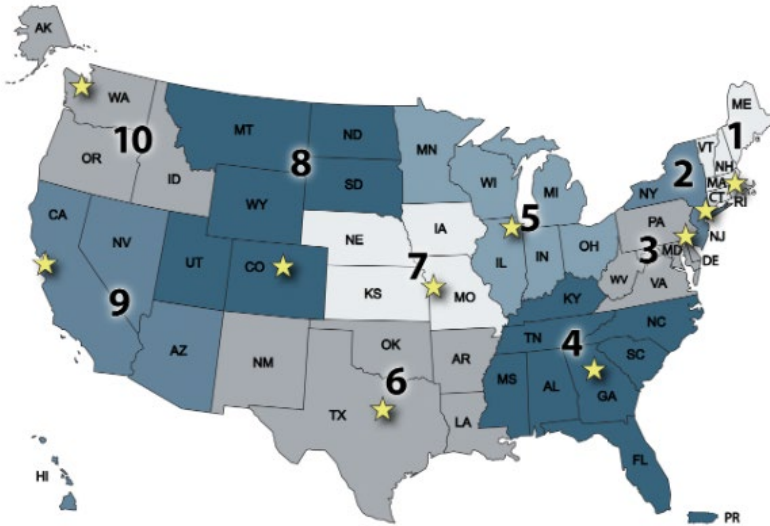 AK
WA
10
OR
ID
MT
ND
8
SD
WY
UT
CO
MN
WI
MI
5
IL
IN
OH
ME
1
VT
NH
2
NY
MA
CT
RI
PA
NJ
3
MD
DE
WV
VA
CA
NV
9
AZ
NE
IA
7
KS
MO
NM
OK
AR
6
TX
LA
KY
NC
TN
4
SC
MS
AL
GA
FL
HI
PR